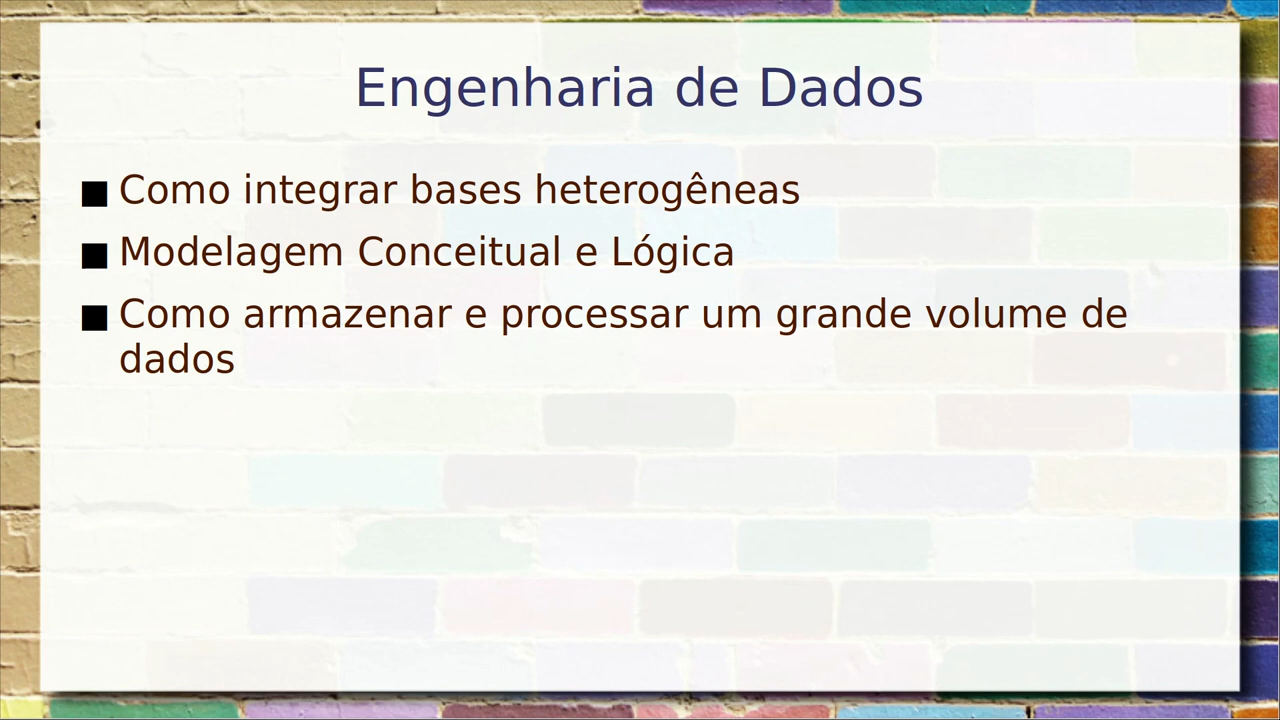 Engenharia de Dados
■ Como integrar bases heterogêneas
■ Modelagem Conceitual e Lógica
■ Como armazenar e processar um grande volume de
dados